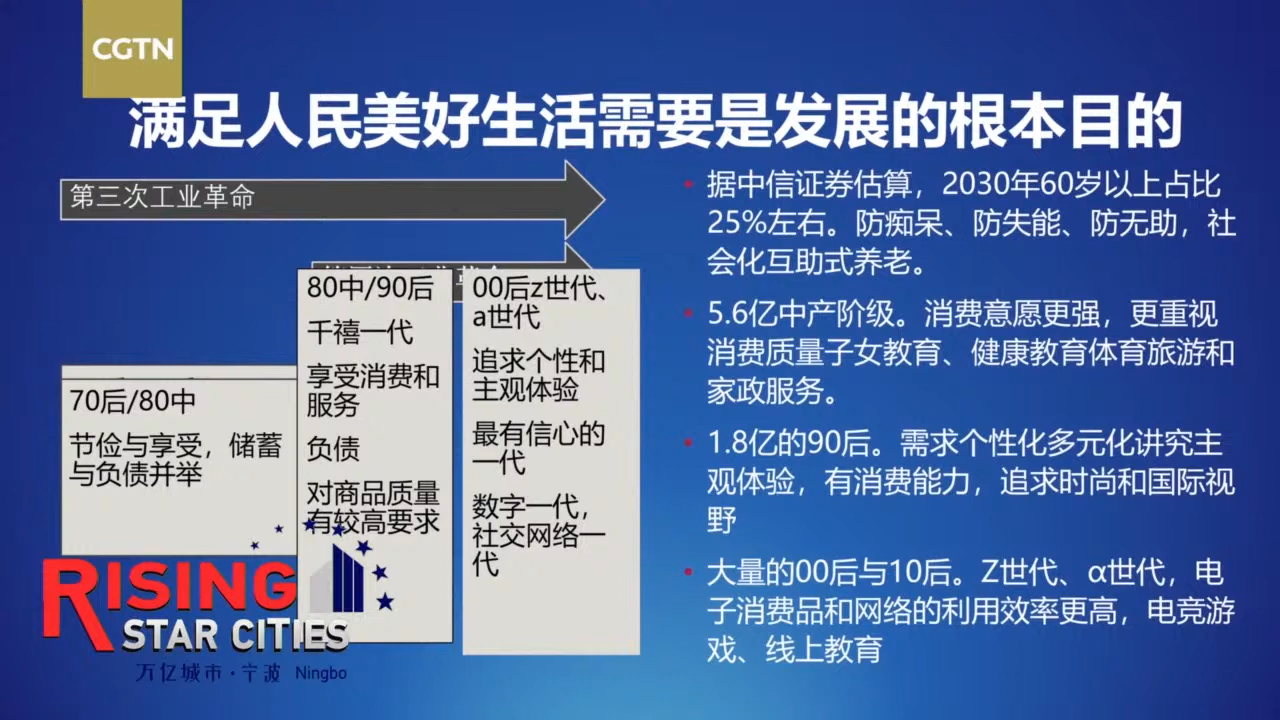 CGTN
满足人民美好生活需要是发展的根本目的
第三次工业革命
70后/80中
节俭与享受，储蓄
与负债并举
80中/90后
千禧一代
享受消费和
服务
负债
对商品质量
有较高要求
00后z世代、
a世代
追求个性和
主观体验
最有信心的
一代
数字一代，
社交网络一
代
据中信证券估算，2030年60岁以上占比
25%左右。防痴呆、防失能、防无助，社
会化互助式养老。
5.6亿中产阶级。消费意愿更强，更重视
消费质量子女教育、健康教育体育旅游和
家政服务。
1.8亿的90后。需求个性化多元化讲究主
观体验，有消费能力，追求时尚和国际视
野
大量的00后与10后。Z世代、α世代，电
子消费品和网络的利用效率更高，电竞游
戏、线上教育
RISING
STAR CITIES
万亿城市·宁波 Ningbo